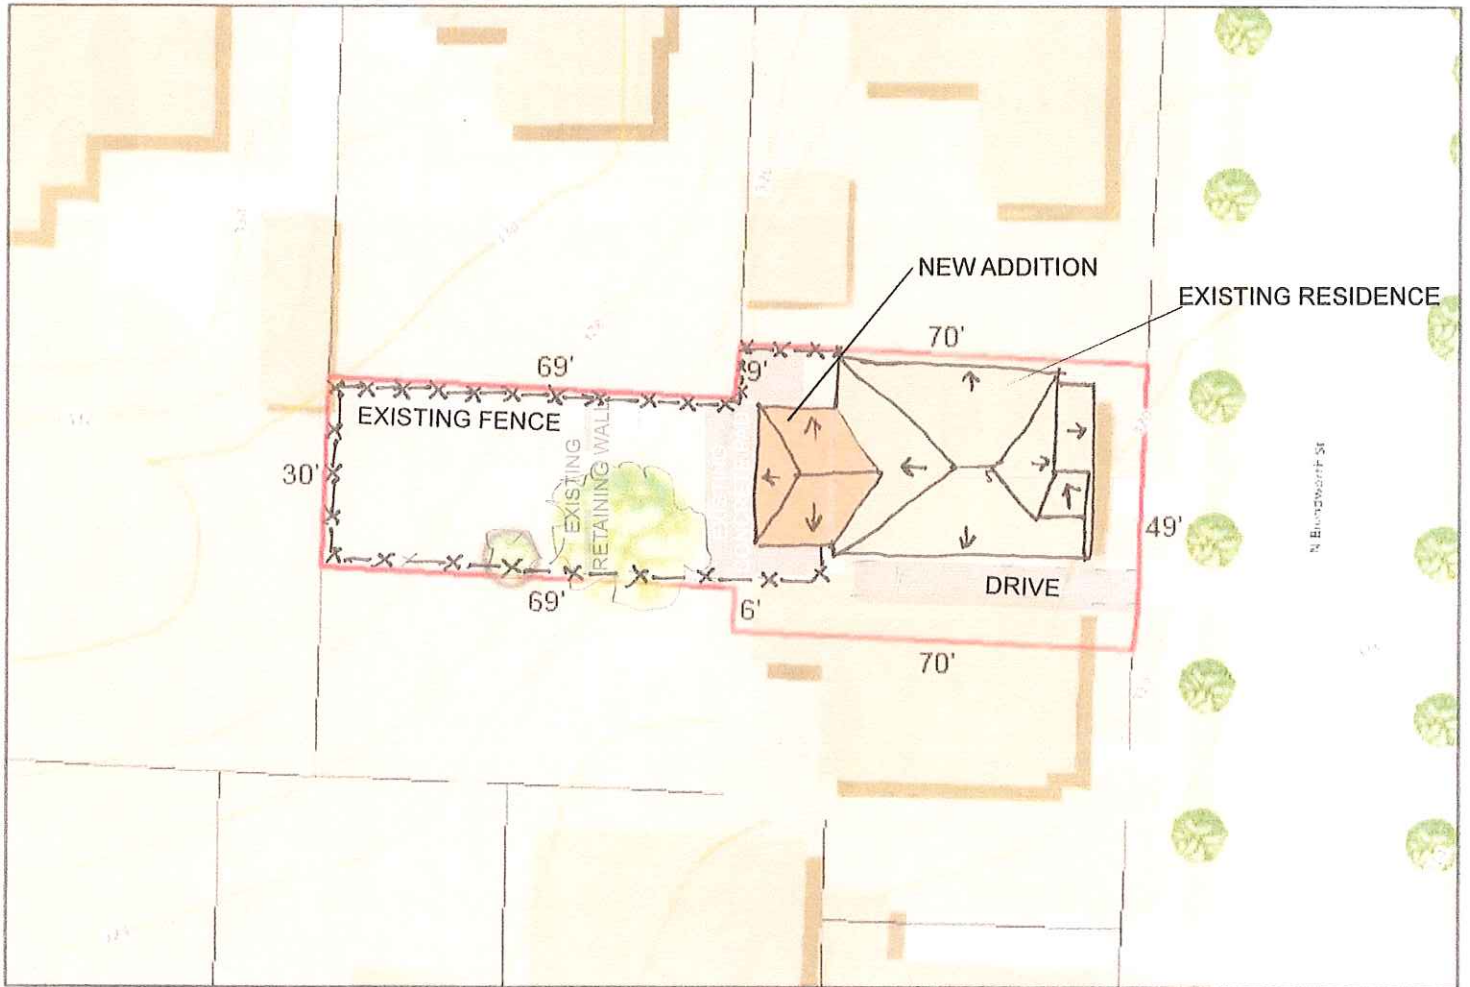 NEW ADDITION
EXISTING RESIDENCE
70'
69'
9'
EXISTING FENCE
EXISTING
RETAINING WALL
30'
49'
DRIVE
69'
6'
70'